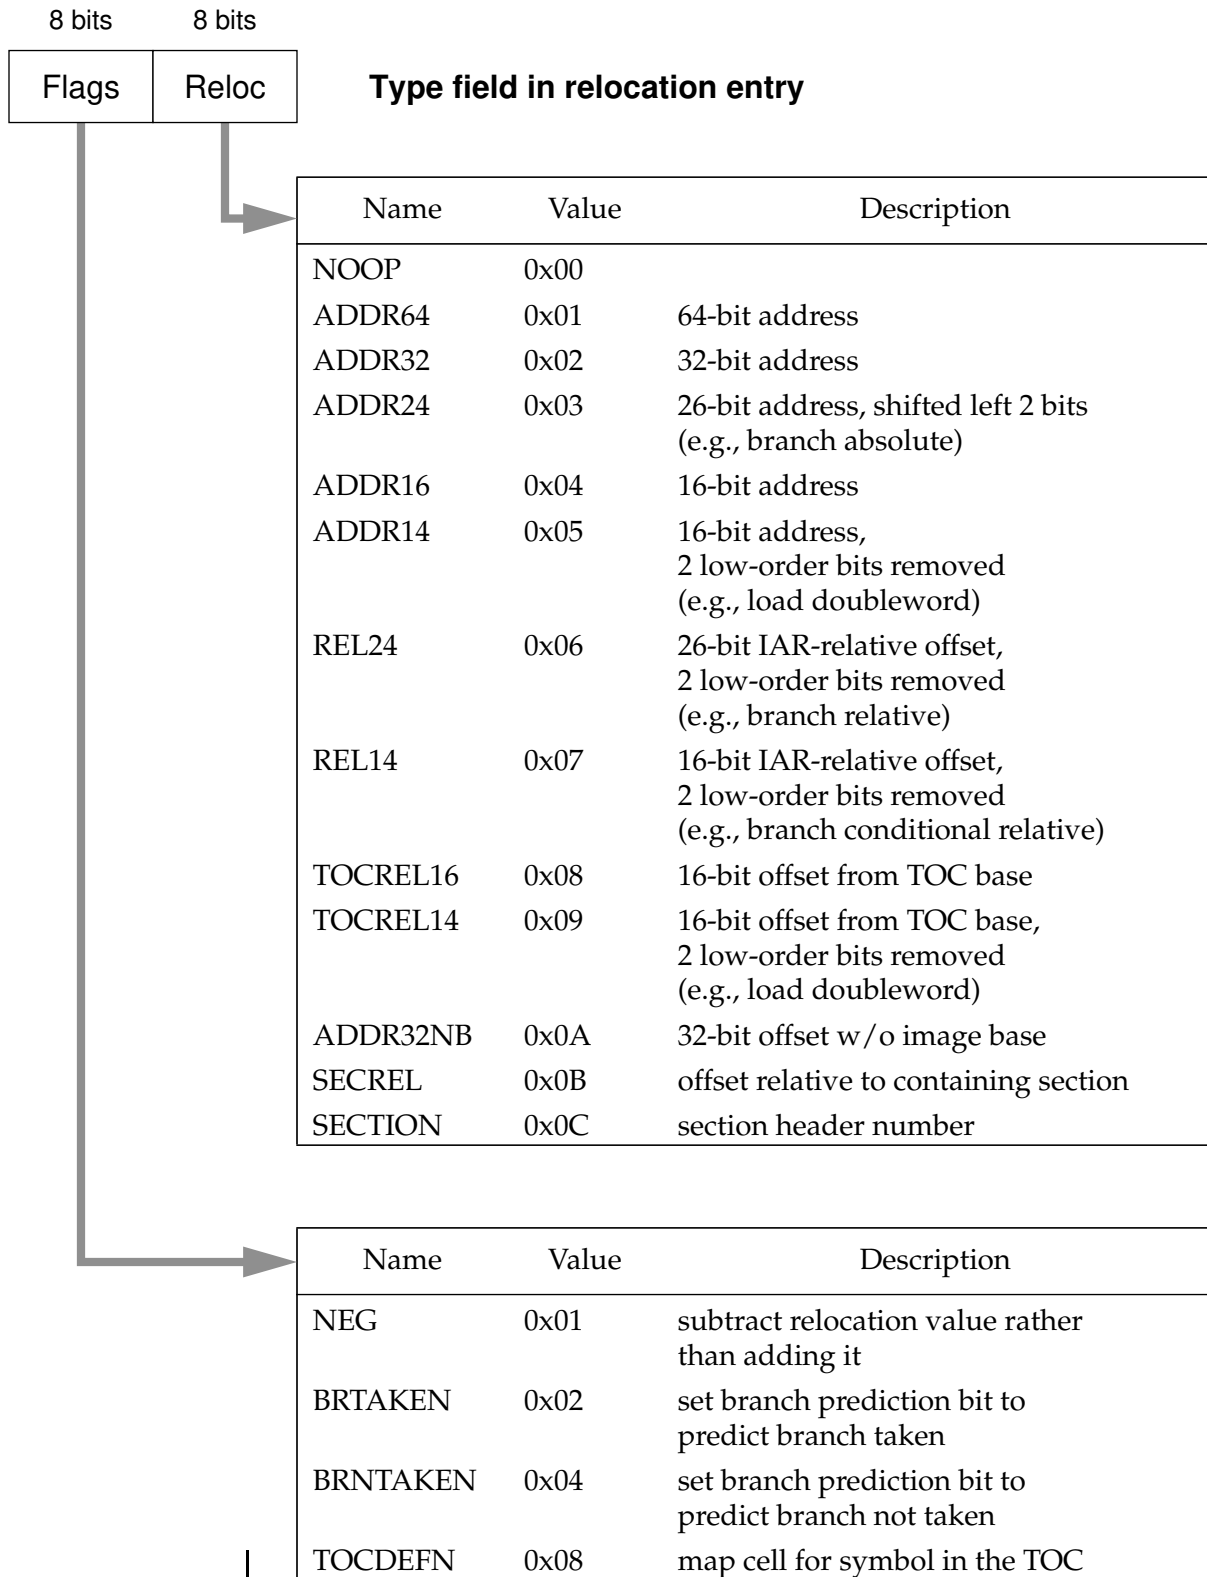 8 bits 8 bits
Flags Reloc Type field in relocation entry
Name Value Description
NOOP 0x00
ADDR64 0x01 64-bit address
ADDR32 0x02 32-bit address
ADDR24 0x03 26-bit address, shifted left 2 bits
(e.g., branch absolute)
ADDR16 0x04 16-bit address
ADDR14 0x05 16-bit address,
2 low-order bits removed
(e.g., load doubleword)
REL24 0x06 26-bit IAR-relative offset,
2 low-order bits removed
(e.g., branch relative)
REL14 0x07 16-bit IAR-relative offset,
2 low-order bits removed
(e.g., branch conditional relative)
TOCREL16 0x08 16-bit offset from TOC base
TOCREL14 0x09 16-bit offset from TOC base,
2 low-order bits removed
(e.g., load doubleword)
ADDR32NB 0x0A 32-bit offset w/o image base
SECREL 0x0B offset relative to containing section
SECTION 0x0C section header number
Name Value Description
NEG 0x01 subtract relocation value rather
than adding it
BRTAKEN 0x02 set branch prediction bit to
predict branch taken
BRNTAKEN 0x04 set branch prediction bit to
predict branch not taken
TOCDEFN 0x08 map cell for symbol in the TOC